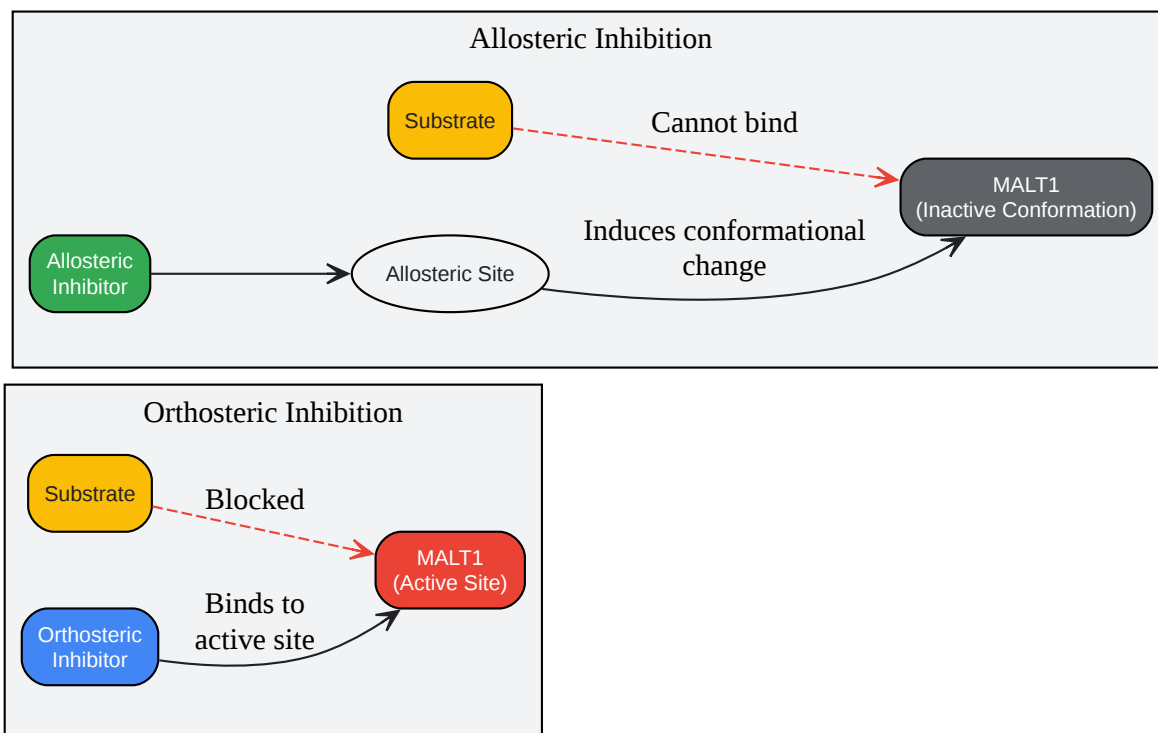 Allosteric Inhibition
Substrate
Cannot bind
MALT1
(Inactive Conformation)
Allosteric
Inhibitor
Allosteric Site
Induces conformational
change
Orthosteric Inhibition
Substrate
Blocked
MALT1
(Active Site)
Orthosteric
Inhibitor
Binds to
active site